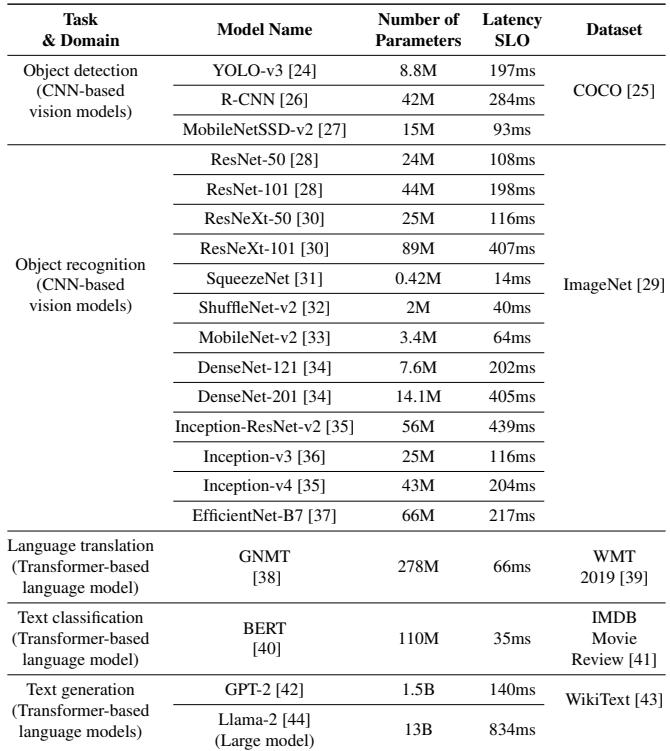 Task
& Domain
Model Name
Number of
Parameters
Latency
SLO
Dataset
Object detection
(CNN-based
vision models)
YOLO-v3 [24]
8.8M
197ms
R-CNN [26]
42M
284ms
MobileNetSSD-v2 [27]
15M
93ms
COCO [25]
Object recognition
(CNN-based
vision models)
ResNet-50 [28]
24M
108ms
ResNet-101 [28]
44M
198ms
ResNeXt-50 [30]
25M
116ms
ResNeXt-101 [30]
89M
407ms
SqueezeNet [31]
0.42M
14ms
ShuffleNet-v2 [32]
2M
40ms
MobileNet-v2 [33]
3.4M
64ms
DenseNet-121 [34]
7.6M
202ms
DenseNet-201 [34]
14.1M
405ms
Inception-ResNet-v2 [35]
56M
439ms
Inception-v3 [36]
25M
116ms
Inception-v4 [35]
43M
204ms
EfficientNet-B7 [37]
66M
217ms
ImageNet [29]
Language translation
(Transformer-based
language model)
GNMT
[38]
278M
66ms
WMT
2019 [39]
Text classification
(Transformer-based
language model)
BERT
[40]
110M
35ms
IMDB
Movie
Review [41]
Text generation
(Transformer-based
language models)
GPT-2 [42]
1.5B
140ms
Llama-2 [44]
(Large model)
13B
834ms
WikiText [43]